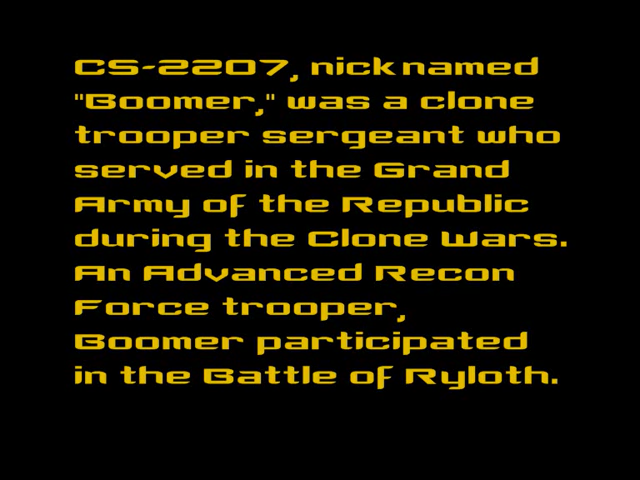 CS-2207, nicknamed
"Boomer," was a clone
trooper sergeant who
served in the Grand
Army of the Republic
during the Clone Wars.
An Advanced Recon
Force trooper,
Boomer participated
in the Battle of Ryloth.